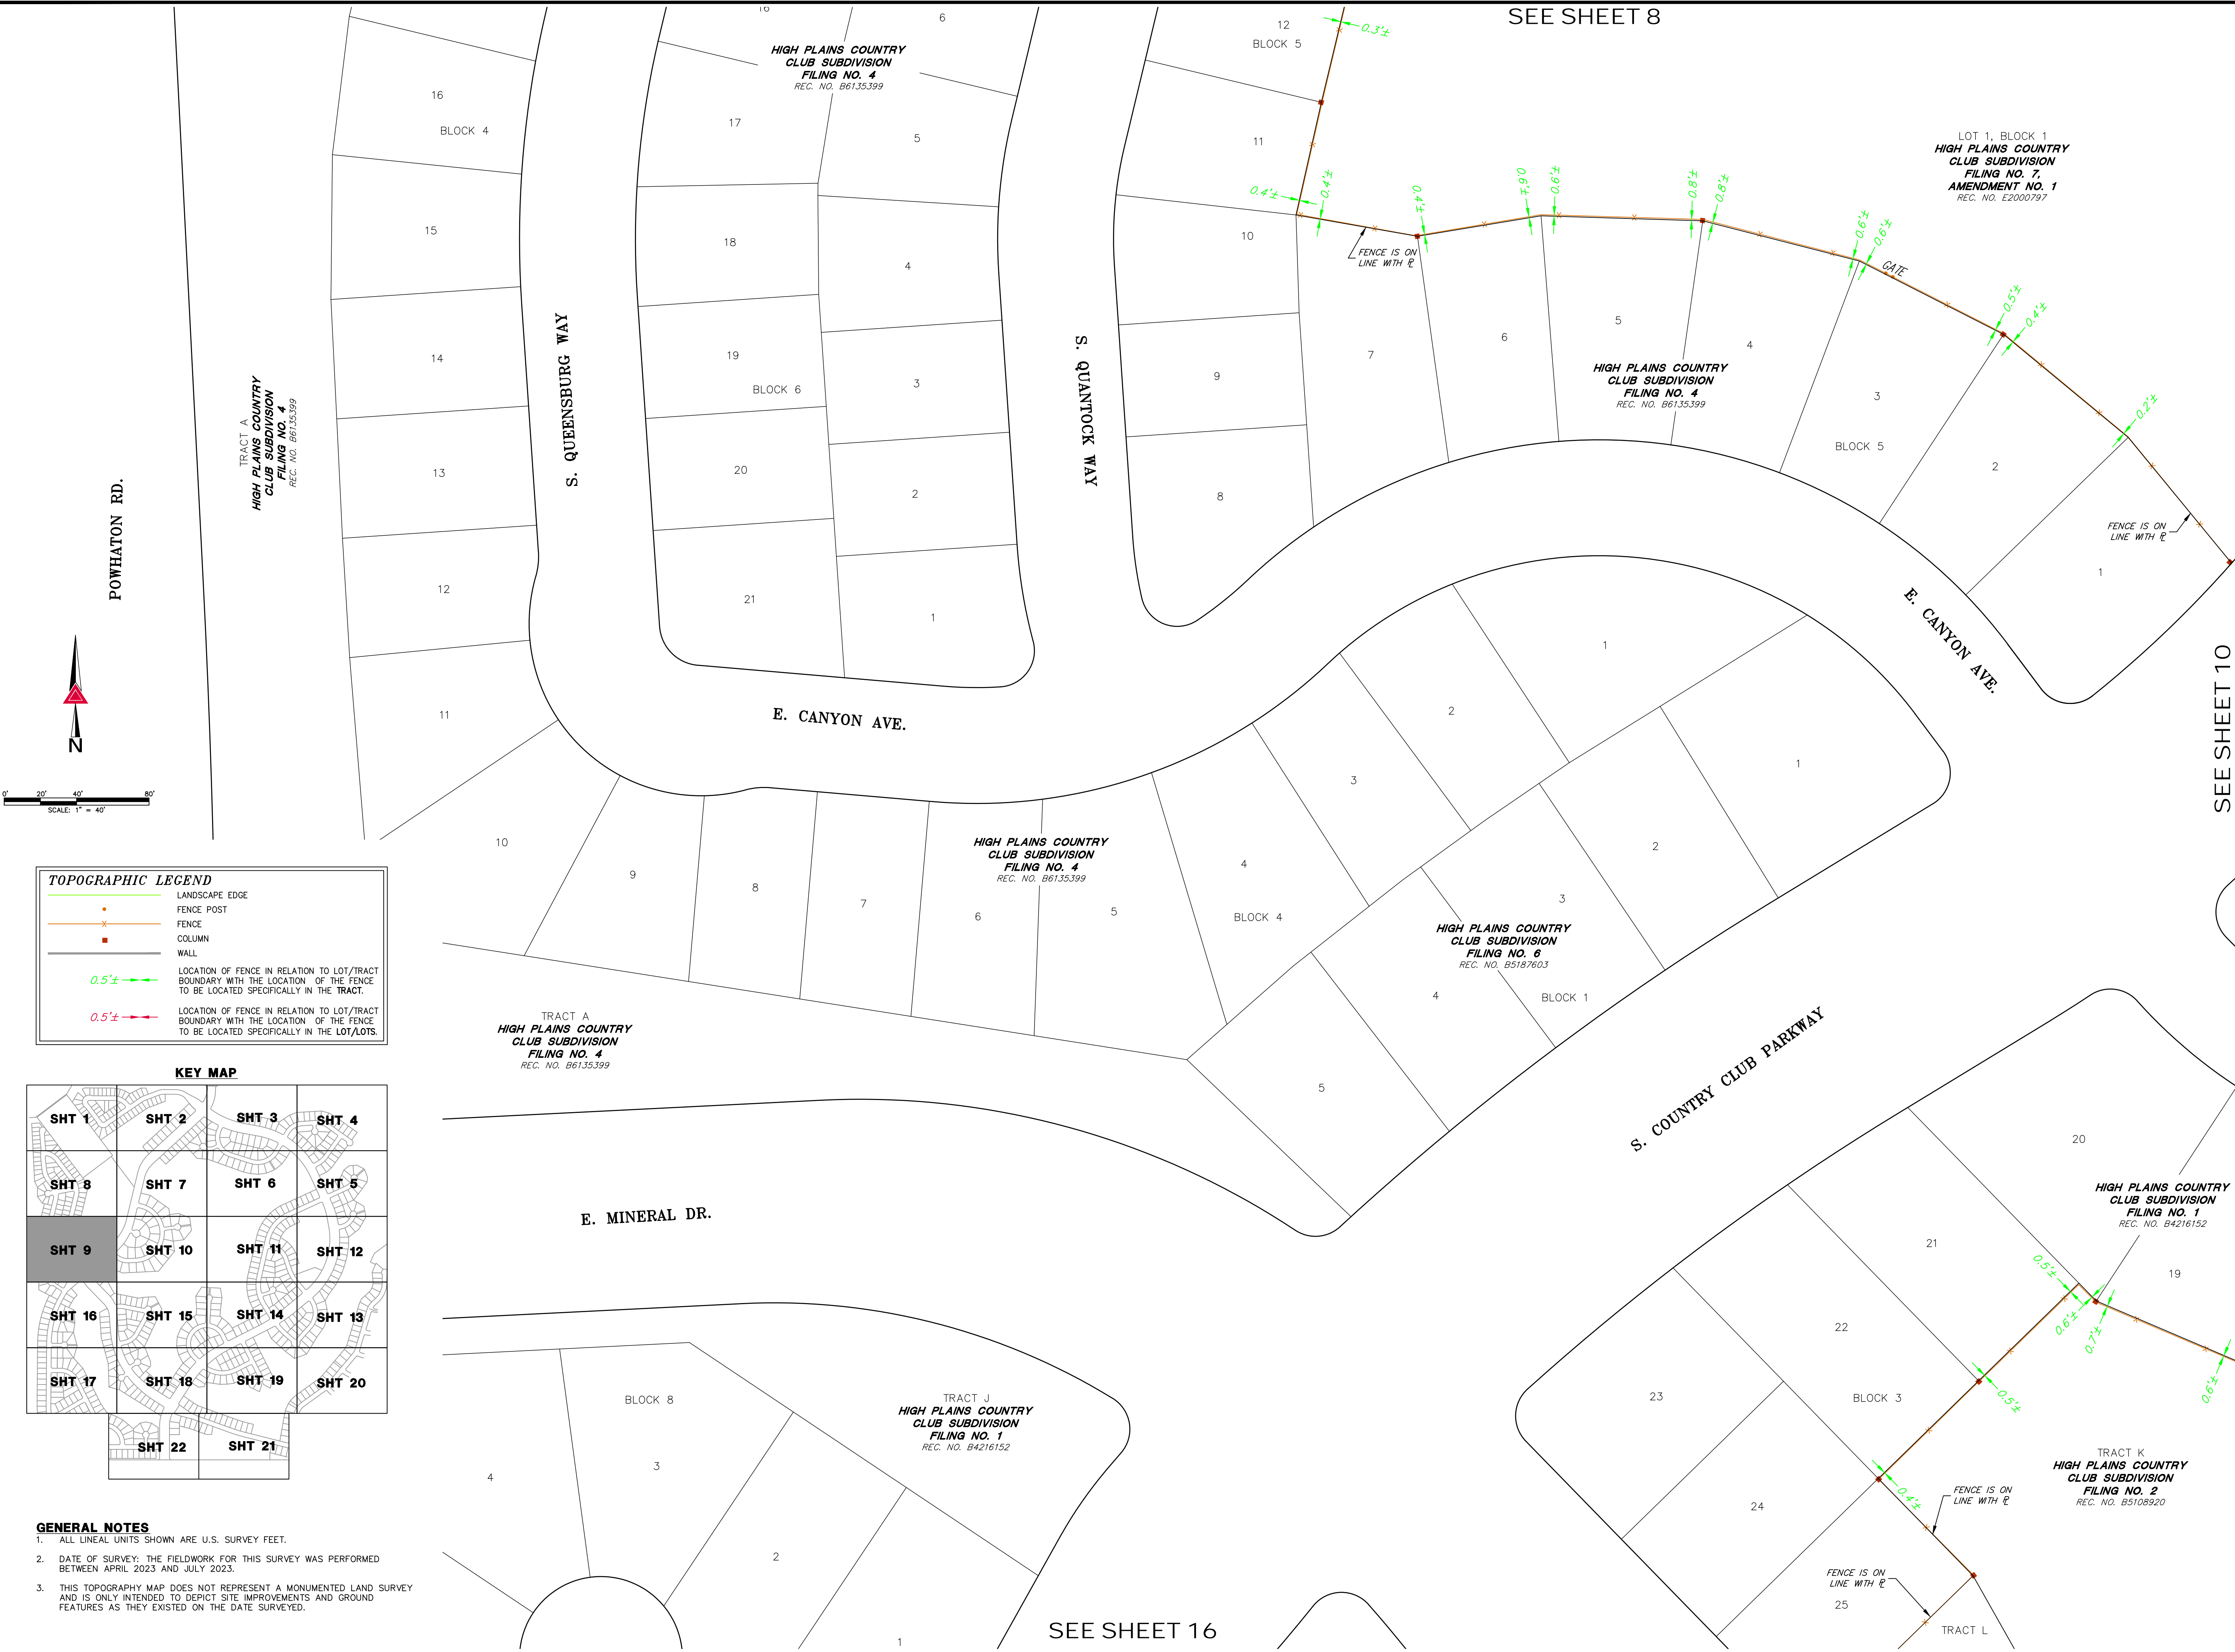 SEE SHEET 8
16
6
12
BLOCK 5
0.3'±
HIGH PLAINS COUNTRY
CLUB SUBDIVISION
FILING NO. 4
REC. NO. B6135399
16
BLOCK 4
17
5
11
LOT 1, BLOCK 1
HIGH PLAINS COUNTRY
CLUB SUBDIVISION
FILING NO. 7,
AMENDMENT NO. 1
REC. NO. E2000797
0.4'±
0.4'±
0.4'±
0.6'±
0.6'±
0.8'±
0.8'±
0.6'±
0.6'±
GATE
0.5'±
0.4'±
0.2'±
15
18
4
10
FENCE IS ON
LINE WITH ℙL
14
19
BLOCK 6
3
9
7
6
5
4
3
BLOCK 5
2
1
HIGH PLAINS COUNTRY
CLUB SUBDIVISION
FILING NO. 4
REC. NO. B6135399
FENCE IS ON
LINE WITH ℙL
TRACT A
HIGH PLAINS COUNTRY
CLUB SUBDIVISION
FILING NO. 4
REC. NO. B6135399
S. QUEENSBURG WAY
S. QUANTOCK WAY
POWHATON RD.
13
20
2
8
12
21
1
11
E. CANYON AVE.
E. CANYON AVE.
SEE SHEET 10
N
0'
20'
40'
80'
SCALE: 1" = 40'
1
2
3
4
BLOCK 4
1
2
3
4
5
BLOCK 1
10
9
8
7
6
5
HIGH PLAINS COUNTRY
CLUB SUBDIVISION
FILING NO. 4
REC. NO. B6135399
HIGH PLAINS COUNTRY
CLUB SUBDIVISION
FILING NO. 6
REC. NO. B5187603
TOPOGRAPHIC LEGEND
LANDSCAPE EDGE
FENCE POST
X FENCE
COLUMN
WALL
0.5'±
LOCATION OF FENCE IN RELATION TO LOT/TRACT
BOUNDARY WITH THE LOCATION OF THE FENCE
TO BE LOCATED SPECIFICALLY IN THE TRACT.
0.5'±
LOCATION OF FENCE IN RELATION TO LOT/TRACT
BOUNDARY WITH THE LOCATION OF THE FENCE
TO BE LOCATED SPECIFICALLY IN THE LOT/LOTS.
TRACT A
HIGH PLAINS COUNTRY
CLUB SUBDIVISION
FILING NO. 4
REC. NO. B6135399
S. COUNTRY CLUB PARKWAY
E. MINERAL DR.
KEY MAP
SHT 1
SHT 2
SHT 3
SHT 4
SHT 8
SHT 7
SHT 6
SHT 5
SHT 9
SHT 10
SHT 11
SHT 12
SHT 16
SHT 15
SHT 14
SHT 13
SHT 17
SHT 18
SHT 19
SHT 20
SHT 22
SHT 21
20
HIGH PLAINS COUNTRY
CLUB SUBDIVISION
FILING NO. 1
REC. NO. B4216152
21
19
0.5'±
0.6'±
0.7'±
0.6'±
22
23
BLOCK 3
0.5'±
0.4'±
24
TRACT K
HIGH PLAINS COUNTRY
CLUB SUBDIVISION
FILING NO. 2
REC. NO. B5108920
FENCE IS ON
LINE WITH ℙL
FENCE IS ON
LINE WITH ℙL
25
TRACT L
BLOCK 8
4
3
2
1
TRACT J
HIGH PLAINS COUNTRY
CLUB SUBDIVISION
FILING NO. 1
REC. NO. B4216152
GENERAL NOTES
1. ALL LINEAL UNITS SHOWN ARE U.S. SURVEY FEET.
2. DATE OF SURVEY: THE FIELDWORK FOR THIS SURVEY WAS PERFORMED
BETWEEN APRIL 2023 AND JULY 2023.
3. THIS TOPOGRAPHY MAP DOES NOT REPRESENT A MONUMENTED LAND SURVEY
AND IS ONLY INTENDED TO DEPICT SITE IMPROVEMENTS AND GROUND
FEATURES AS THEY EXISTED ON THE DATE SURVEYED.
SEE SHEET 16